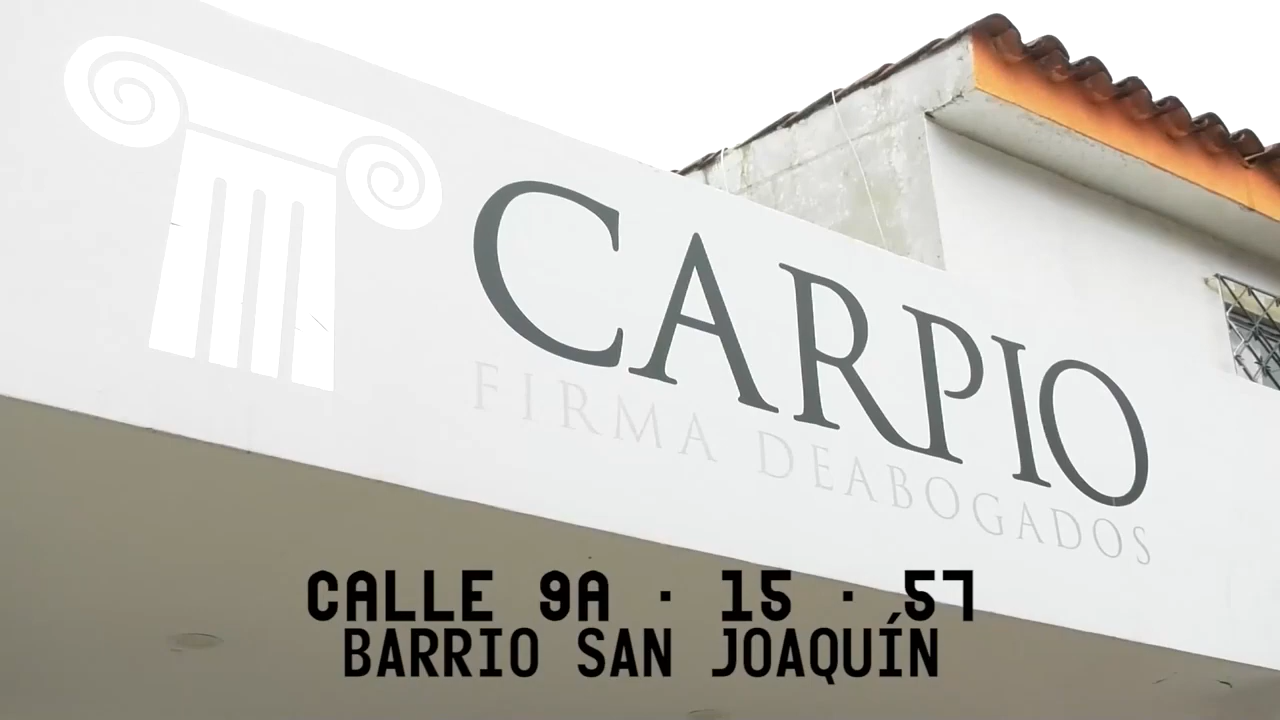 CARPIO
FIRMA DEABOGADOS
CALLE 9A · 15 · 57
BARRIO SAN JOAQUÍN